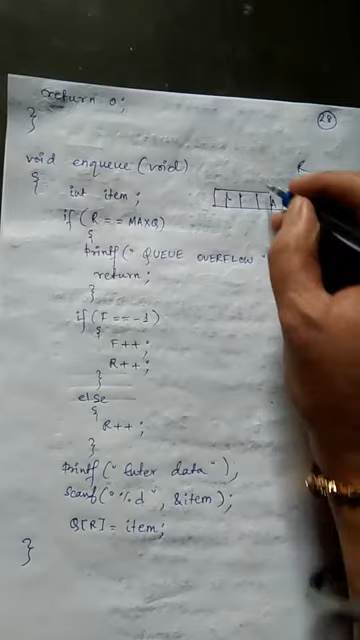 return 0;
}
28
void enqueue (void)
R
{
int item;
if (R == MAXQ)
{
printf(" QUEUE OVERFLOW "
return;
}
if (F == -1)
{
F++;
R++;
}
else
{
R++;
}
printf(" Enter data ");
scanf("%d", &item);
Q[R] = item;
}